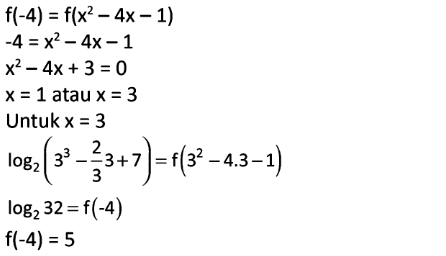 f(-4) = f(x² – 4x – 1)
-4 = x² – 4x – 1
x² – 4x + 3 = 0
x = 1 atau x = 3
Untuk x = 3
log₂(3³ – 2/3 3 + 7) = f(3² – 4.3 – 1)
log₂ 32 = f(-4)
f(-4) = 5